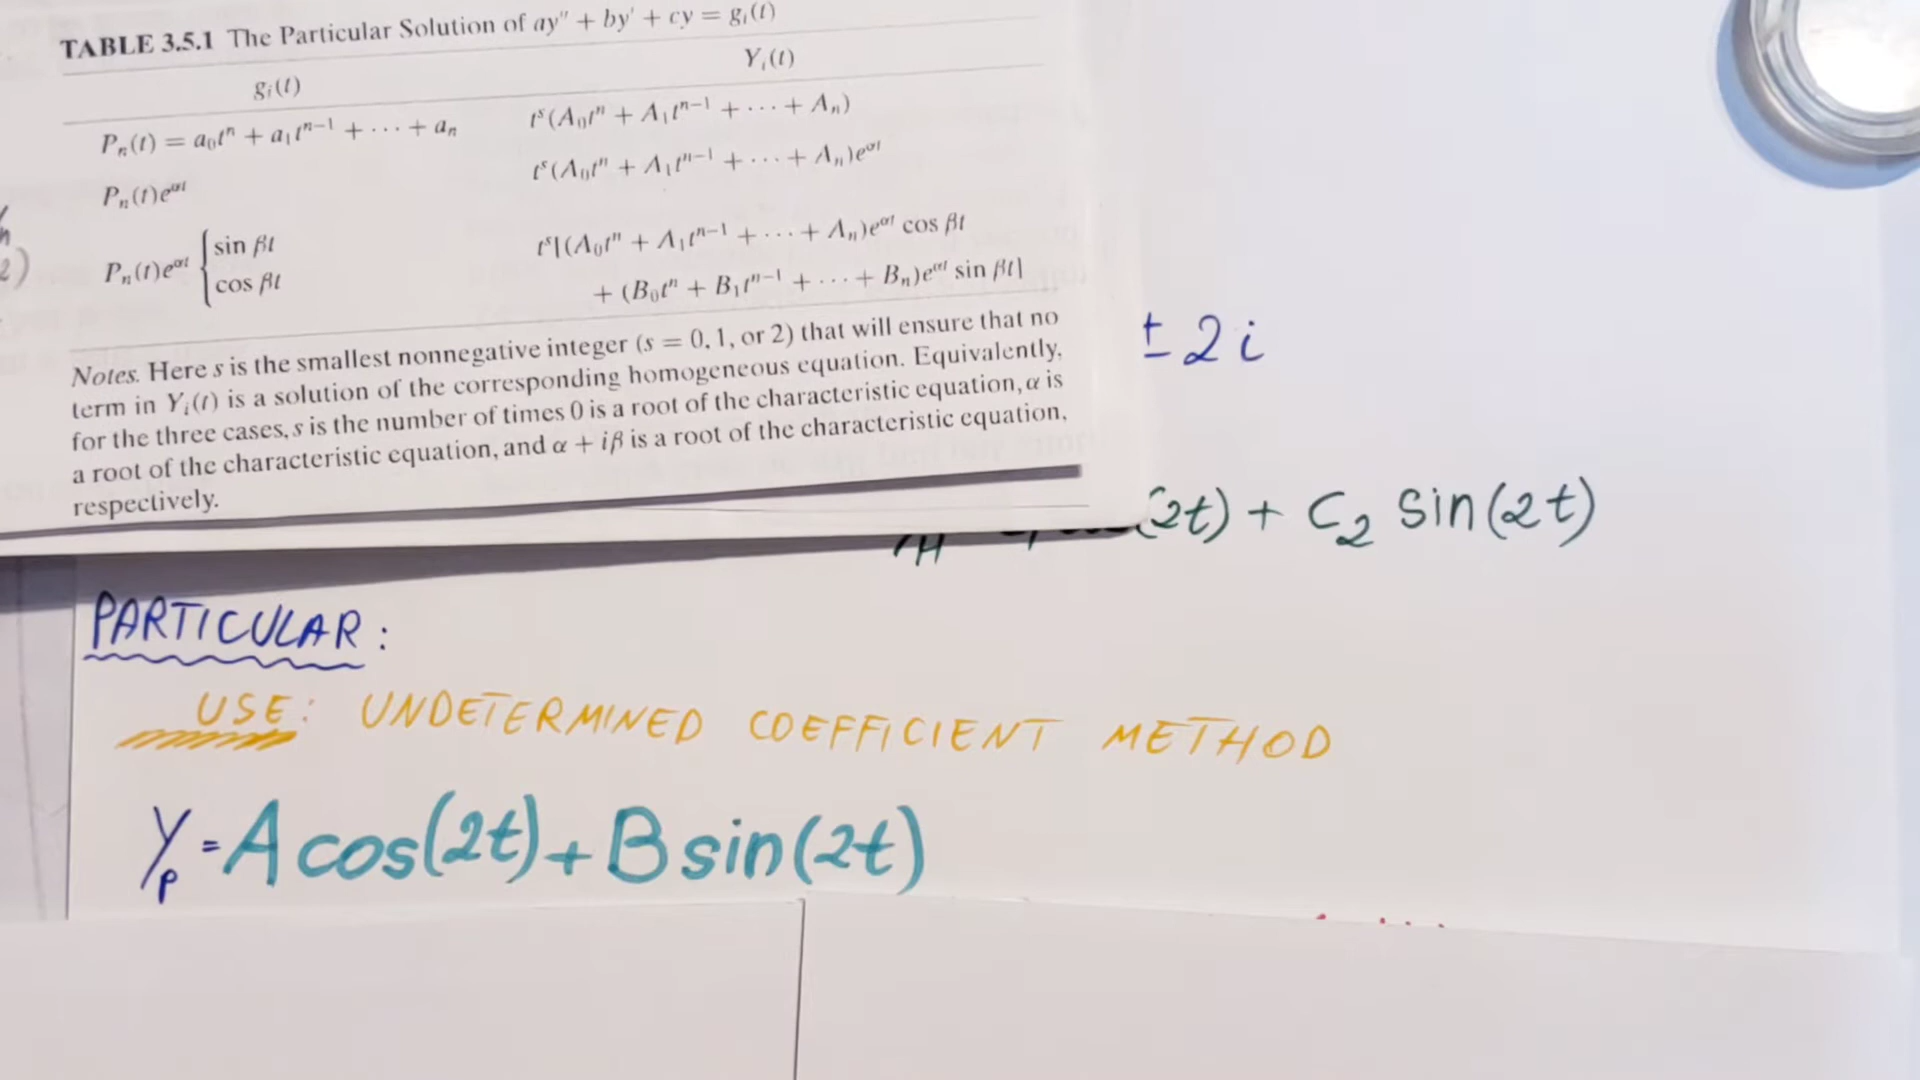 TABLE 3.5.1 The Particular Solution of ay″ + by′ + cy = gᵢ(t)
gᵢ(t) Yᵢ(t)
Pₙ(t) = a₀tⁿ + a₁tⁿ⁻¹ + ··· + aₙ tˢ(A₀tⁿ + A₁tⁿ⁻¹ + ··· + Aₙ)
Pₙ(t)e^αt tˢ(A₀tⁿ + A₁tⁿ⁻¹ + ··· + Aₙ)e^αt
Pₙ(t)e^αt { sin βt tˢ[(A₀tⁿ + A₁tⁿ⁻¹ + ··· + Aₙ)e^αt cos βt
cos βt + (B₀tⁿ + B₁tⁿ⁻¹ + ··· + Bₙ)e^αt sin βt]
Notes. Here s is the smallest nonnegative integer (s = 0, 1, or 2) that will ensure that no
term in Yᵢ(t) is a solution of the corresponding homogeneous equation. Equivalently,
for the three cases, s is the number of times 0 is a root of the characteristic equation, α is
a root of the characteristic equation, and α + iβ is a root of the characteristic equation,
respectively.
± 2i
(2t) + C₂ sin(2t)
PARTICULAR:
USE: UNDETERMINED COEFFICIENT METHOD
Yₚ = A cos(2t) + B sin(2t)